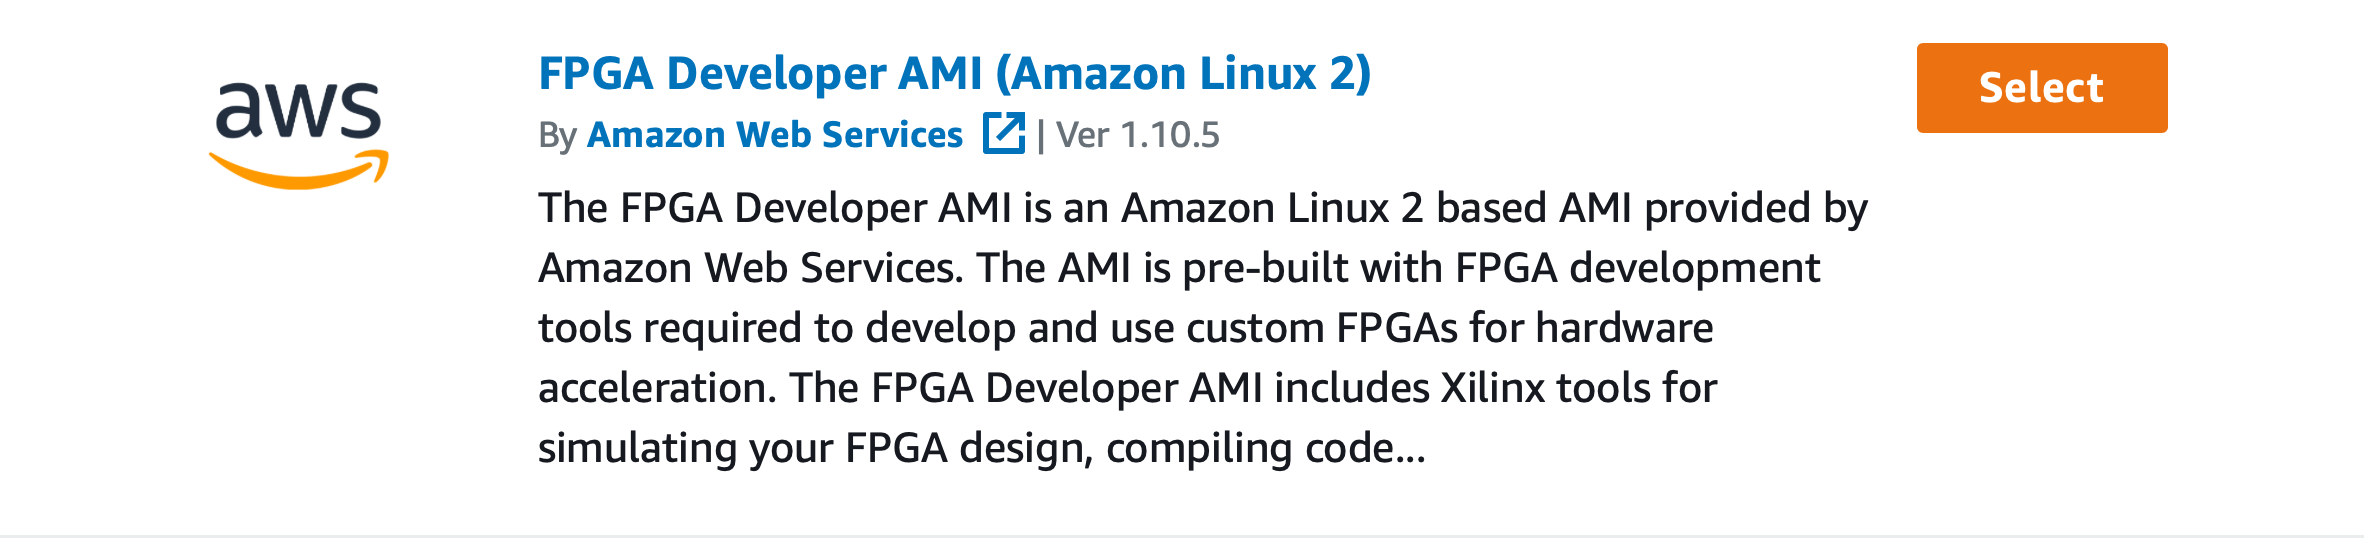 aws
FPGA Developer AMI (Amazon Linux 2)
Select
By Amazon Web Services | Ver 1.10.5
The FPGA Developer AMI is an Amazon Linux 2 based AMI provided by
Amazon Web Services. The AMI is pre-built with FPGA development
tools required to develop and use custom FPGAs for hardware
acceleration. The FPGA Developer AMI includes Xilinx tools for
simulating your FPGA design, compiling code...